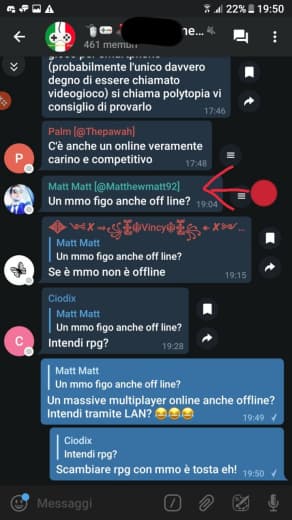 22% 19:50
ne...
461 membri
(probabilmente l'unico davvero
degno di essere chiamato
videogioco) si chiama polytopia vi
consiglio di provarlo
17:46
Palm [@Thepawah]
C'è anche un online veramente
carino e competitivo
17:48
P
Matt Matt [@Matthewmatt92]
Un mmo figo anche off line?
19:04
Vincy
Matt Matt
Un mmo figo anche off line?
Se è mmo non è offline
19:15
Ciodix
Matt Matt
Un mmo figo anche off line?
Intendi rpg?
19:28
C
Matt Matt
Un mmo figo anche off line?
Un massive multiplayer online anche offline?
Intendi tramite LAN? 😂😂😂
19:49 ✓
Ciodix
Intendi rpg?
Scambiare rpg con mmo è tosta eh!
19:50 ✓
Messaggi